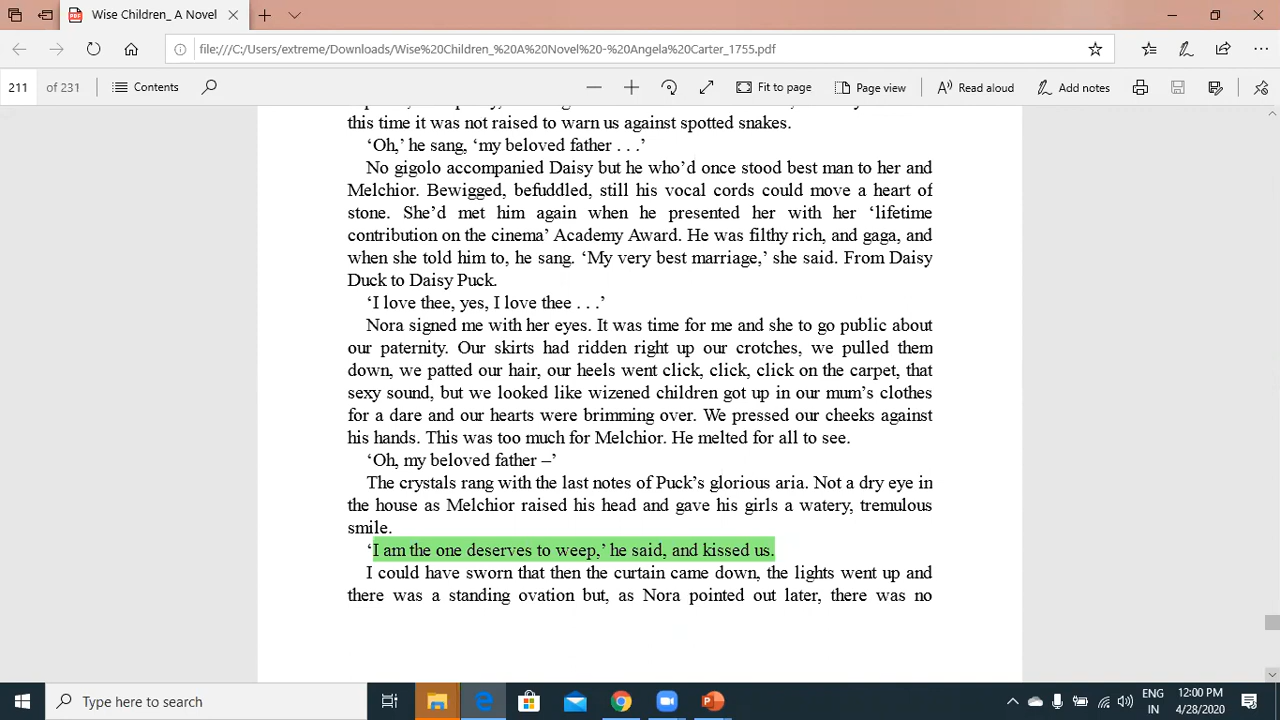 Wise Children_ A Novel
file:///C:/Users/extreme/Downloads/Wise%20Children_%20A%20Novel%20-%20Angela%20Carter_1755.pdf
211 of 231 Contents Fit to page Page view Read aloud Add notes
this time it was not raised to warn us against spotted snakes.
‘Oh,’ he sang, ‘my beloved father . . .’
No gigolo accompanied Daisy but he who’d once stood best man to her and
Melchior. Bewigged, befuddled, still his vocal cords could move a heart of
stone. She’d met him again when he presented her with her ‘lifetime
contribution on the cinema’ Academy Award. He was filthy rich, and gaga, and
when she told him to, he sang. ‘My very best marriage,’ she said. From Daisy
Duck to Daisy Puck.
‘I love thee, yes, I love thee . . .’
Nora signed me with her eyes. It was time for me and she to go public about
our paternity. Our skirts had ridden right up our crotches, we pulled them
down, we patted our hair, our heels went click, click, click on the carpet, that
sexy sound, but we looked like wizened children got up in our mum’s clothes
for a dare and our hearts were brimming over. We pressed our cheeks against
his hands. This was too much for Melchior. He melted for all to see.
‘Oh, my beloved father –’
The crystals rang with the last notes of Puck’s glorious aria. Not a dry eye in
the house as Melchior raised his head and gave his girls a watery, tremulous
smile.
‘I am the one deserves to weep,’ he said, and kissed us.
I could have sworn that then the curtain came down, the lights went up and
there was a standing ovation but, as Nora pointed out later, there was no
Type here to search
ENG
IN
12:00 PM
4/28/2020